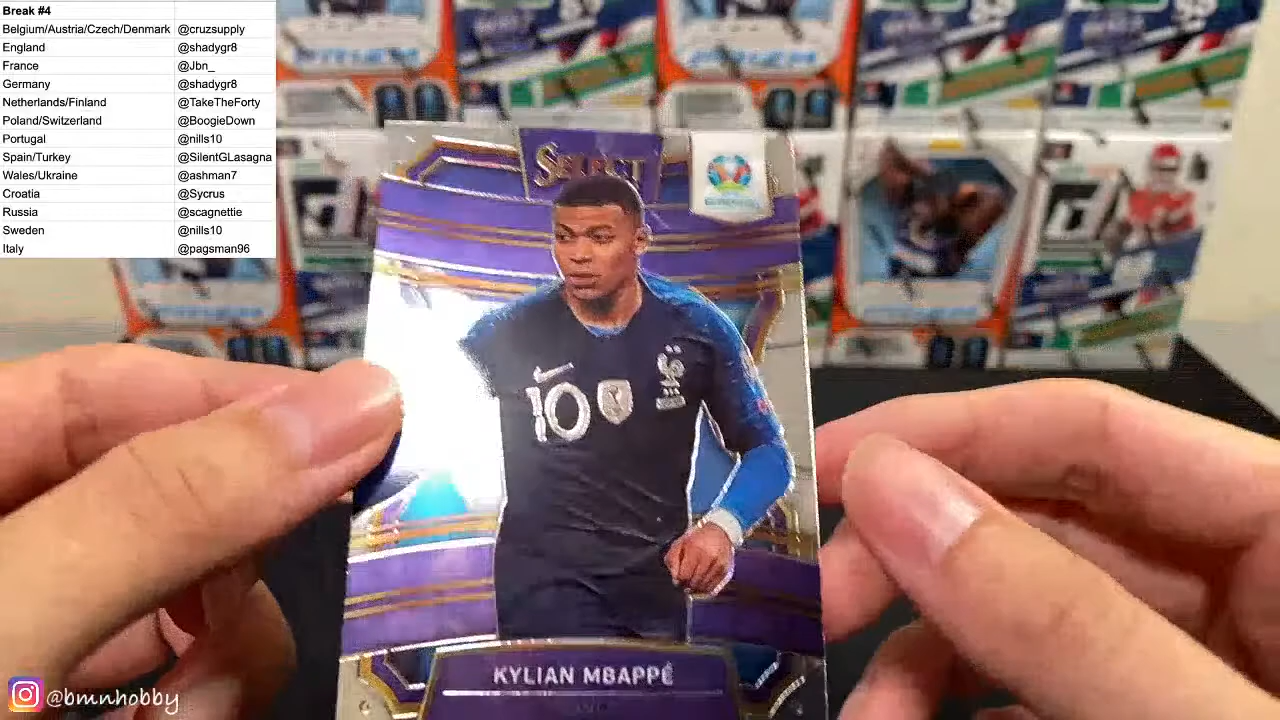 Break #4
Belgium/Austria/Czech/Denmark @cruzsupply
England @shadygr8
France @Jbn_
Germany @shadygr8
Netherlands/Finland @TakeTheForty
Poland/Switzerland @BoogieDown
Portugal @nills10
Spain/Turkey @SilentGLasagna
Wales/Ukraine @ashman7
Croatia @Sycrus
Russia @scagnettie
Sweden @nills10
Italy @pagsman96
SELECT
10
KYLIAN MBAPPÉ
@bmnhobby